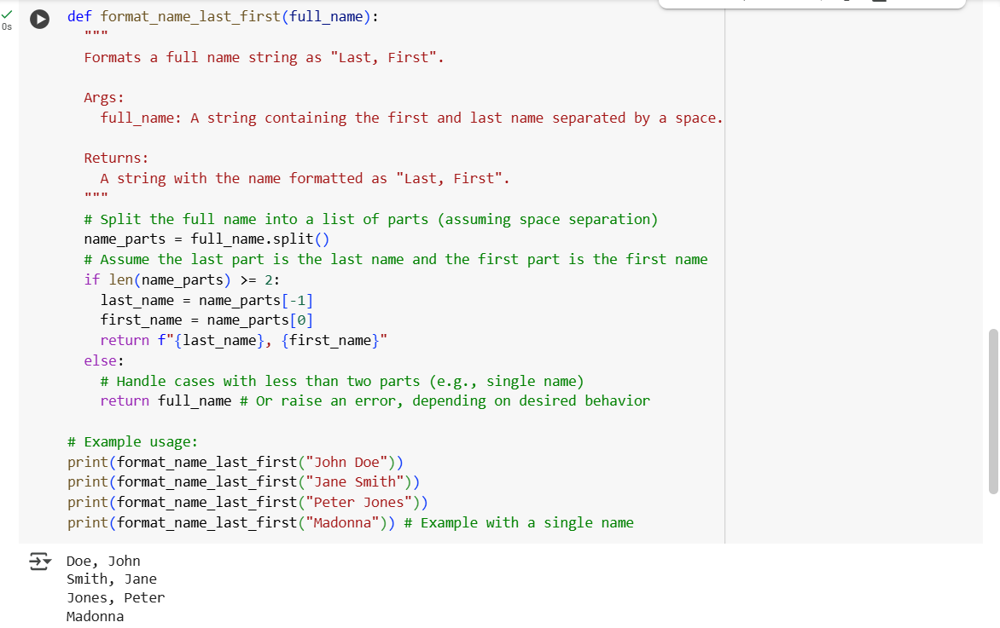 def format_name_last_first(full_name):
"""
Formats a full name string as "Last, First".
Args:
full_name: A string containing the first and last name separated by a space.
Returns:
A string with the name formatted as "Last, First".
"""
# Split the full name into a list of parts (assuming space separation)
name_parts = full_name.split()
# Assume the last part is the last name and the first part is the first name
if len(name_parts) >= 2:
last_name = name_parts[-1]
first_name = name_parts[0]
return f"{last_name}, {first_name}"
else:
# Handle cases with less than two parts (e.g., single name)
return full_name # Or raise an error, depending on desired behavior
# Example usage:
print(format_name_last_first("John Doe"))
print(format_name_last_first("Jane Smith"))
print(format_name_last_first("Peter Jones"))
print(format_name_last_first("Madonna")) # Example with a single name
0s
Doe, John
Smith, Jane
Jones, Peter
Madonna